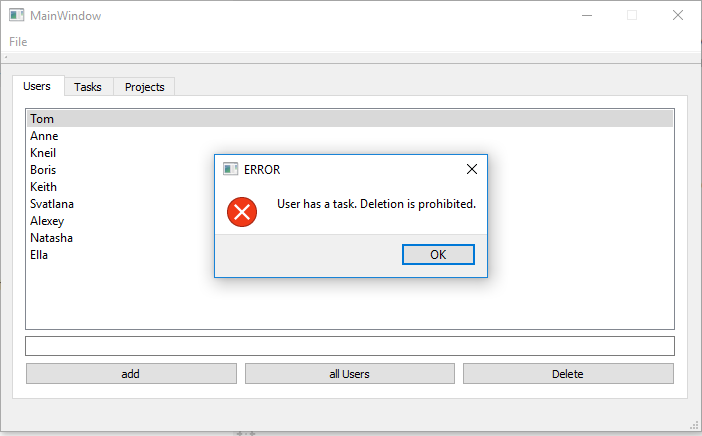 MainWindow
File
Users
Tasks
Projects
Tom
Anne
Kneil
Boris
Keith
Svatlana
Alexey
Natasha
Ella
ERROR
User has a task. Deletion is prohibited.
OK
add
all Users
Delete